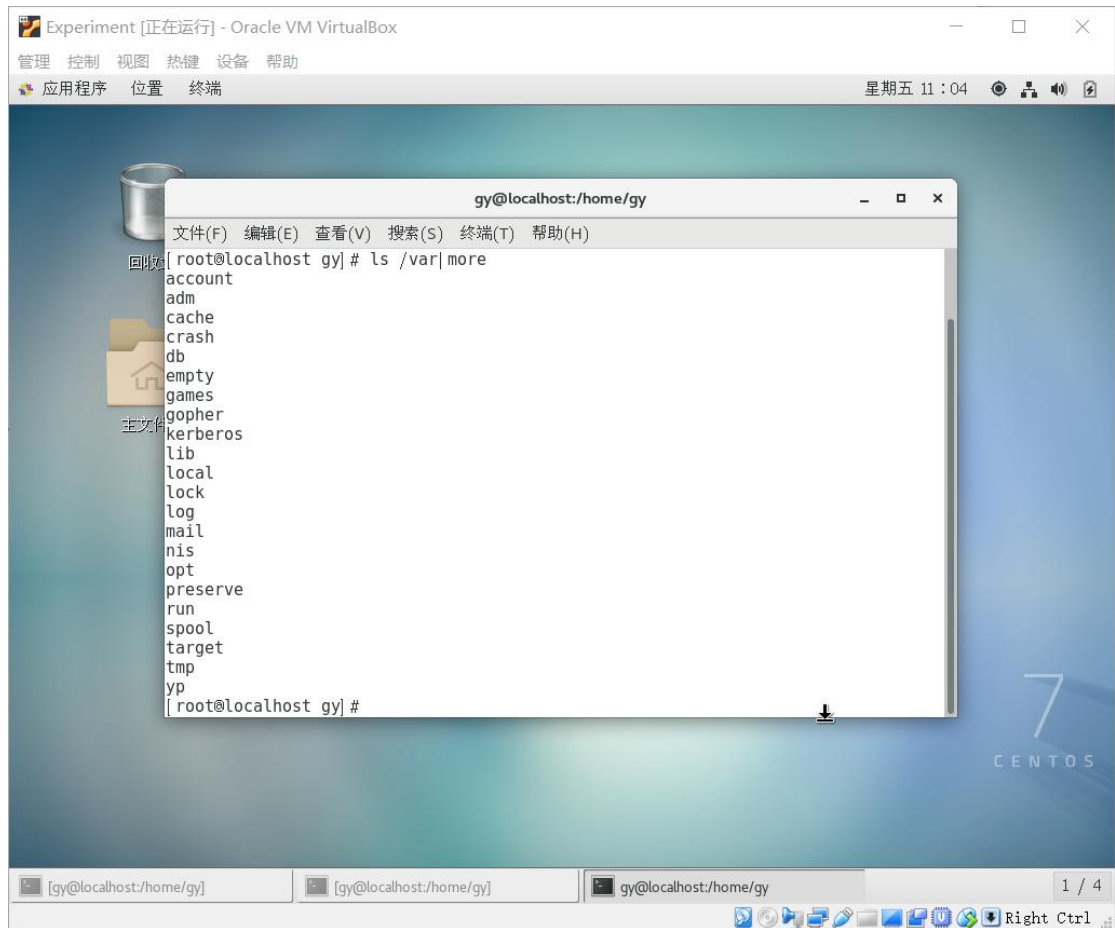 Experiment [正在运行] - Oracle VM VirtualBox
管理 控制 视图 热键 设备 帮助
应用程序 位置 终端 星期五 11：04
gy@localhost:/home/gy
文件(F) 编辑(E) 查看(V) 搜索(S) 终端(T) 帮助(H)
回收
主文件
[root@localhost gy]# ls /var|more
account
adm
cache
crash
db
empty
games
gopher
kerberos
lib
local
lock
log
mail
nis
opt
preserve
run
spool
target
tmp
yp
[root@localhost gy]#
7
CENTOS
[gy@localhost:/home/gy] [gy@localhost:/home/gy] gy@localhost:/home/gy 1 / 4
Right Ctrl